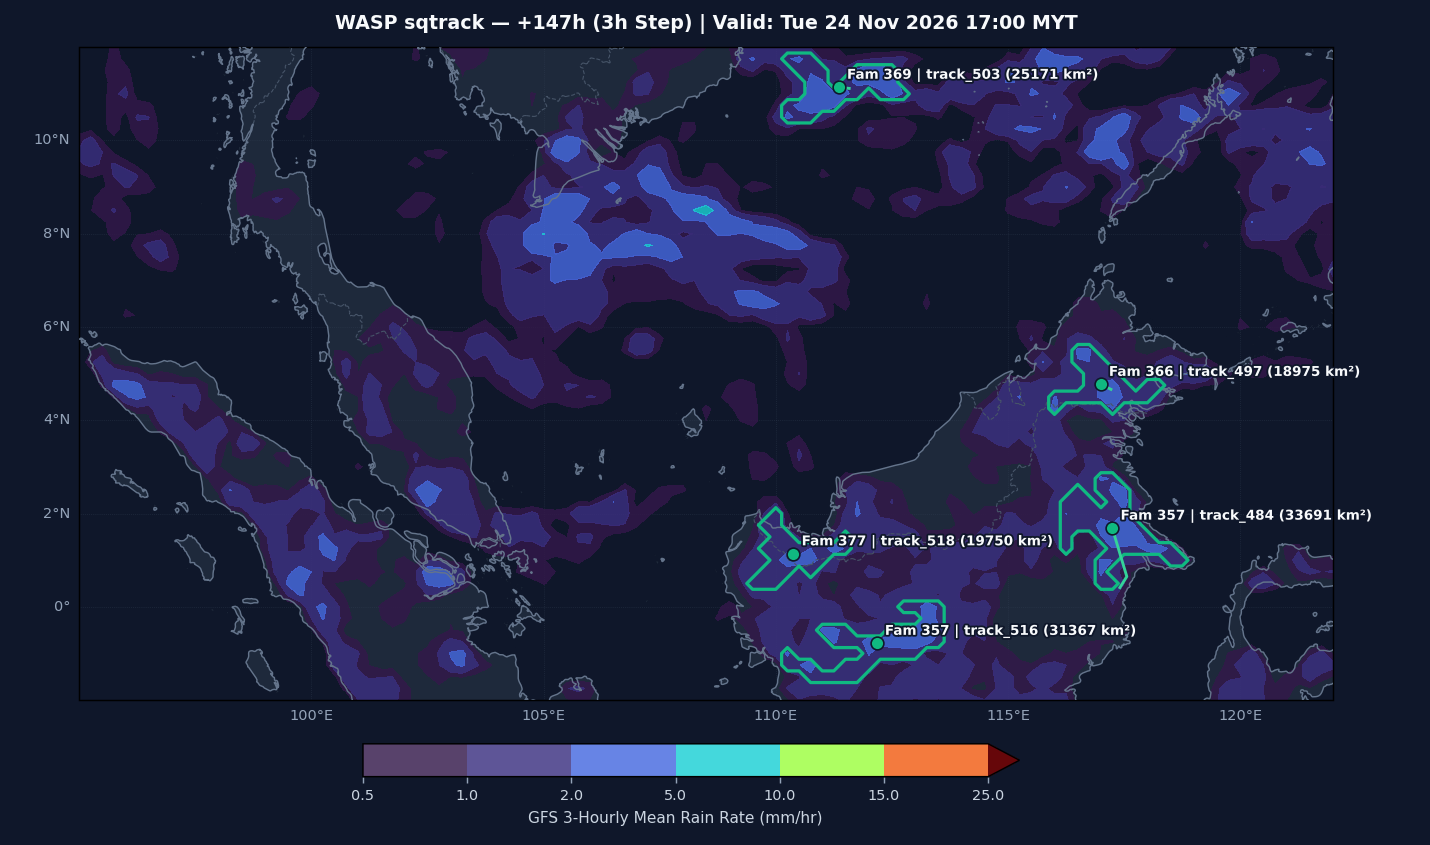 WASP sqtrack — +147h (3h Step) | Valid: Tue 24 Nov 2026 17:00 MYT
Fam 369 | track_503 (25171 km²)
10°N
8°N
6°N
Fam 366 | track_497 (18975 km²)
4°N
2°N
Fam 357 | track_484 (33691 km²)
Fam 377 | track_518 (19750 km²)
0°
Fam 357 | track_516 (31367 km²)
100°E 105°E 110°E 115°E 120°E
0.5 1.0 2.0 5.0 10.0 15.0 25.0
GFS 3-Hourly Mean Rain Rate (mm/hr)